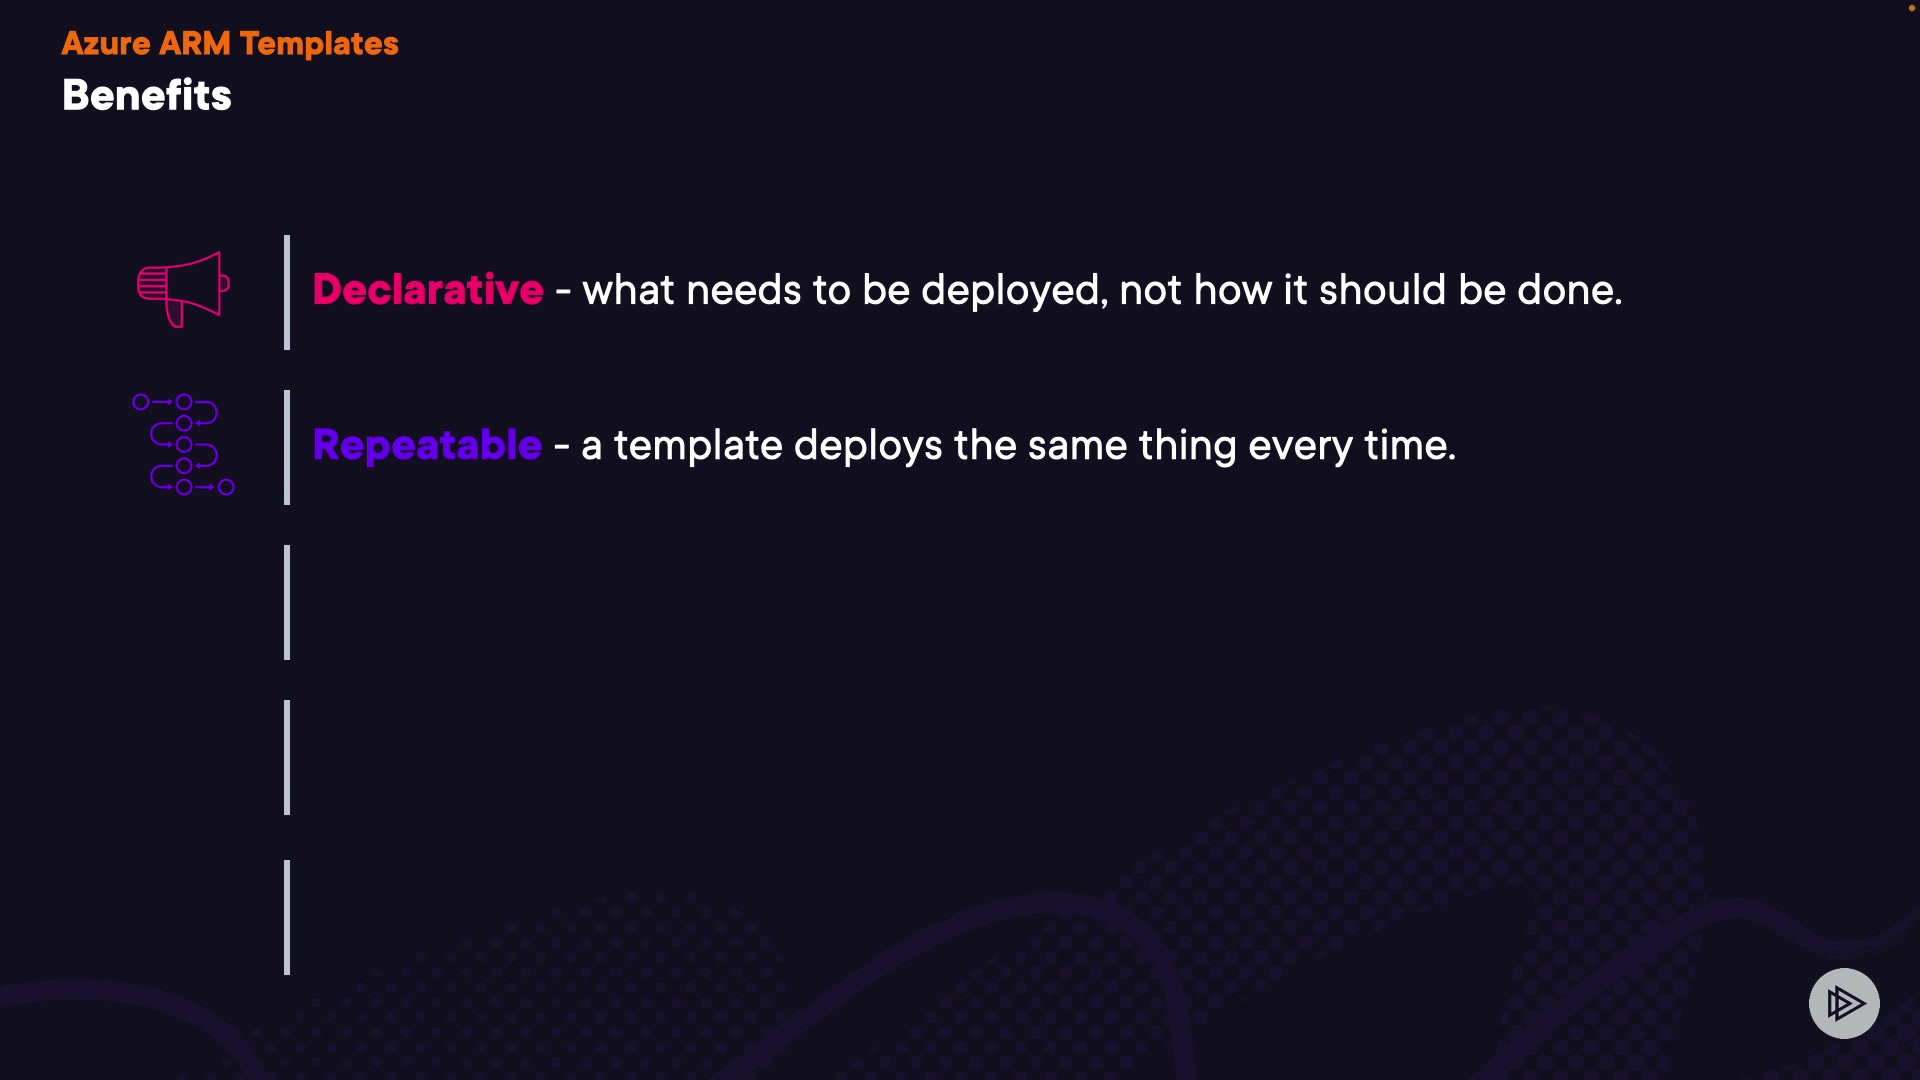 Azure ARM Templates
Benefits
Declarative - what needs to be deployed, not how it should be done.
Repeatable - a template deploys the same thing every time.